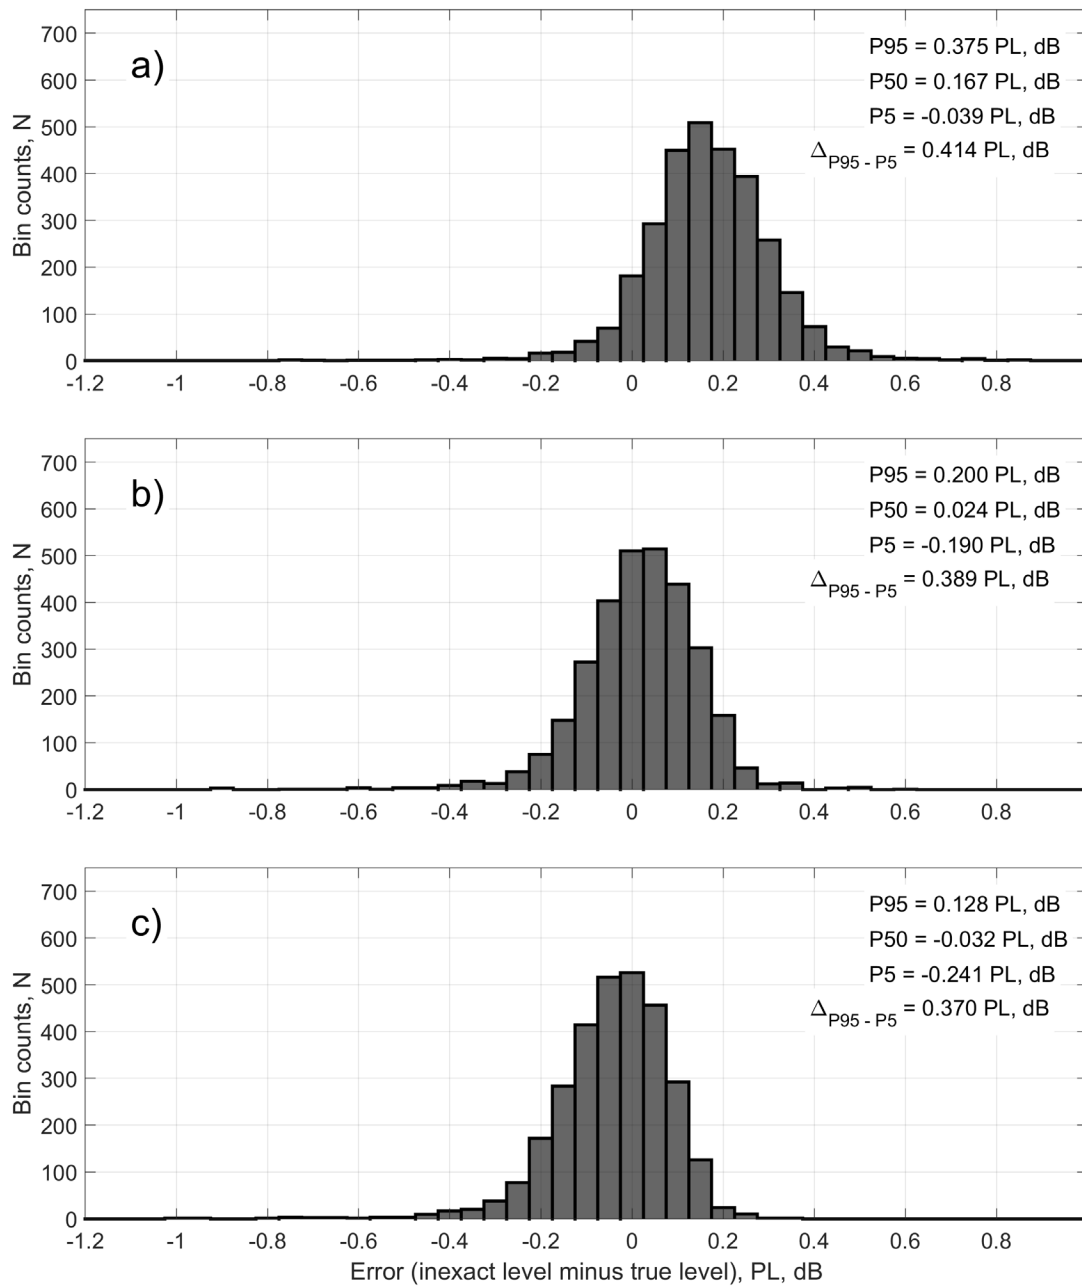 a)
P95 = 0.375 PL, dB
P50 = 0.167 PL, dB
P5 = -0.039 PL, dB
ΔP95 - P5 = 0.414 PL, dB
Bin counts, N
700
600
500
400
300
200
100
0
-1.2 -1 -0.8 -0.6 -0.4 -0.2 0 0.2 0.4 0.6 0.8
b)
P95 = 0.200 PL, dB
P50 = 0.024 PL, dB
P5 = -0.190 PL, dB
ΔP95 - P5 = 0.389 PL, dB
Bin counts, N
700
600
500
400
300
200
100
0
-1.2 -1 -0.8 -0.6 -0.4 -0.2 0 0.2 0.4 0.6 0.8
c)
P95 = 0.128 PL, dB
P50 = -0.032 PL, dB
P5 = -0.241 PL, dB
ΔP95 - P5 = 0.370 PL, dB
Bin counts, N
700
600
500
400
300
200
100
0
-1.2 -1 -0.8 -0.6 -0.4 -0.2 0 0.2 0.4 0.6 0.8
Error (inexact level minus true level), PL, dB